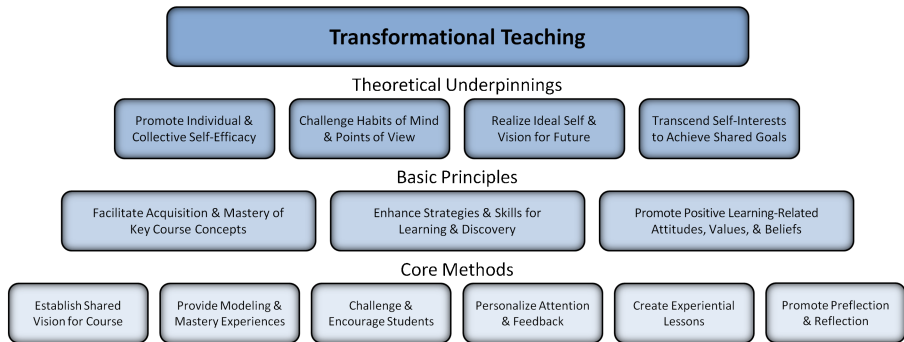 Transformational Teaching
Theoretical Underpinnings
Promote Individual &
Collective Self-Efficacy
Challenge Habits of Mind
& Points of View
Realize Ideal Self &
Vision for Future
Transcend Self-Interests
to Achieve Shared Goals
Basic Principles
Facilitate Acquisition & Mastery of
Key Course Concepts
Enhance Strategies & Skills for
Learning & Discovery
Promote Positive Learning-Related
Attitudes, Values, & Beliefs
Core Methods
Establish Shared
Vision for Course
Provide Modeling &
Mastery Experiences
Challenge &
Encourage Students
Personalize Attention
& Feedback
Create Experiential
Lessons
Promote Preflection
& Reflection